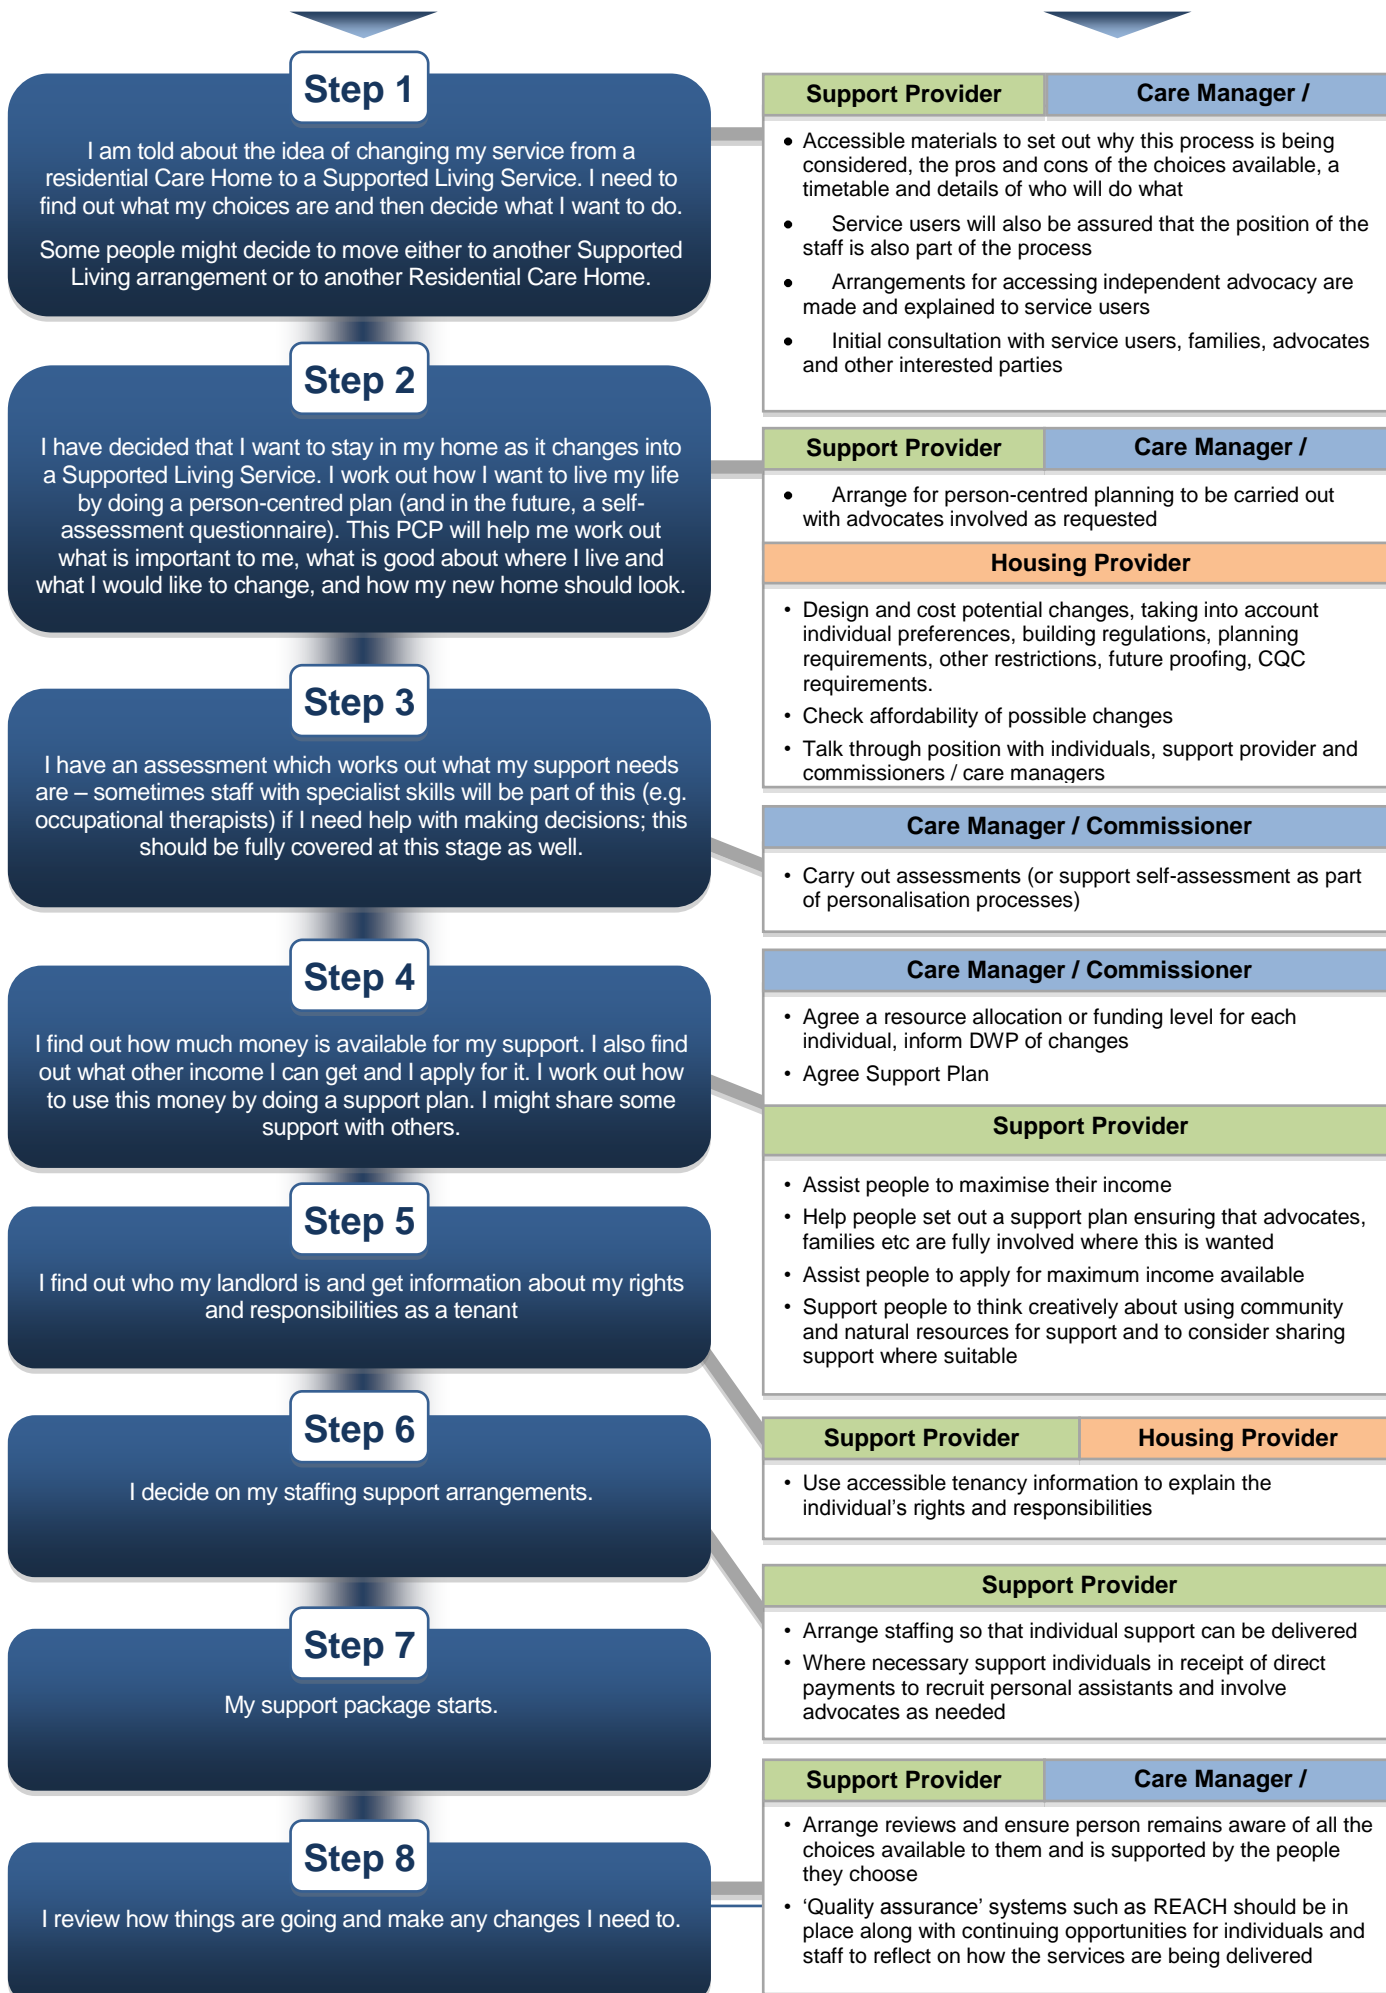 Step 1
I am told about the idea of changing my service from a
residential Care Home to a Supported Living Service. I need to
find out what my choices are and then decide what I want to do.
Some people might decide to move either to another Supported
Living arrangement or to another Residential Care Home.
Support Provider
Care Manager /
• Accessible materials to set out why this process is being
considered, the pros and cons of the choices available, a
timetable and details of who will do what
• Service users will also be assured that the position of the
staff is also part of the process
• Arrangements for accessing independent advocacy are
made and explained to service users
• Initial consultation with service users, families, advocates
and other interested parties
Step 2
I have decided that I want to stay in my home as it changes into
a Supported Living Service. I work out how I want to live my life
by doing a person-centred plan (and in the future, a self-
assessment questionnaire). This PCP will help me work out
what is important to me, what is good about where I live and
what I would like to change, and how my new home should look.
Support Provider
Care Manager /
• Arrange for person-centred planning to be carried out
with advocates involved as requested
Housing Provider
• Design and cost potential changes, taking into account
individual preferences, building regulations, planning
requirements, other restrictions, future proofing, CQC
requirements.
• Check affordability of possible changes
• Talk through position with individuals, support provider and
commissioners / care managers
Step 3
I have an assessment which works out what my support needs
are – sometimes staff with specialist skills will be part of this (e.g.
occupational therapists) if I need help with making decisions; this
should be fully covered at this stage as well.
Care Manager / Commissioner
• Carry out assessments (or support self-assessment as part
of personalisation processes)
Step 4
I find out how much money is available for my support. I also find
out what other income I can get and I apply for it. I work out how
to use this money by doing a support plan. I might share some
support with others.
Care Manager / Commissioner
• Agree a resource allocation or funding level for each
individual, inform DWP of changes
• Agree Support Plan
Support Provider
• Assist people to maximise their income
• Help people set out a support plan ensuring that advocates,
families etc are fully involved where this is wanted
• Assist people to apply for maximum income available
• Support people to think creatively about using community
and natural resources for support and to consider sharing
support where suitable
Step 5
I find out who my landlord is and get information about my rights
and responsibilities as a tenant
Support Provider
Housing Provider
• Use accessible tenancy information to explain the
individual’s rights and responsibilities
Step 6
I decide on my staffing support arrangements.
Support Provider
• Arrange staffing so that individual support can be delivered
• Where necessary support individuals in receipt of direct
payments to recruit personal assistants and involve
advocates as needed
Step 7
My support package starts.
Step 8
I review how things are going and make any changes I need to.
Support Provider
Care Manager /
• Arrange reviews and ensure person remains aware of all the
choices available to them and is supported by the people
they choose
• ‘Quality assurance’ systems such as REACH should be in
place along with continuing opportunities for individuals and
staff to reflect on how the services are being delivered